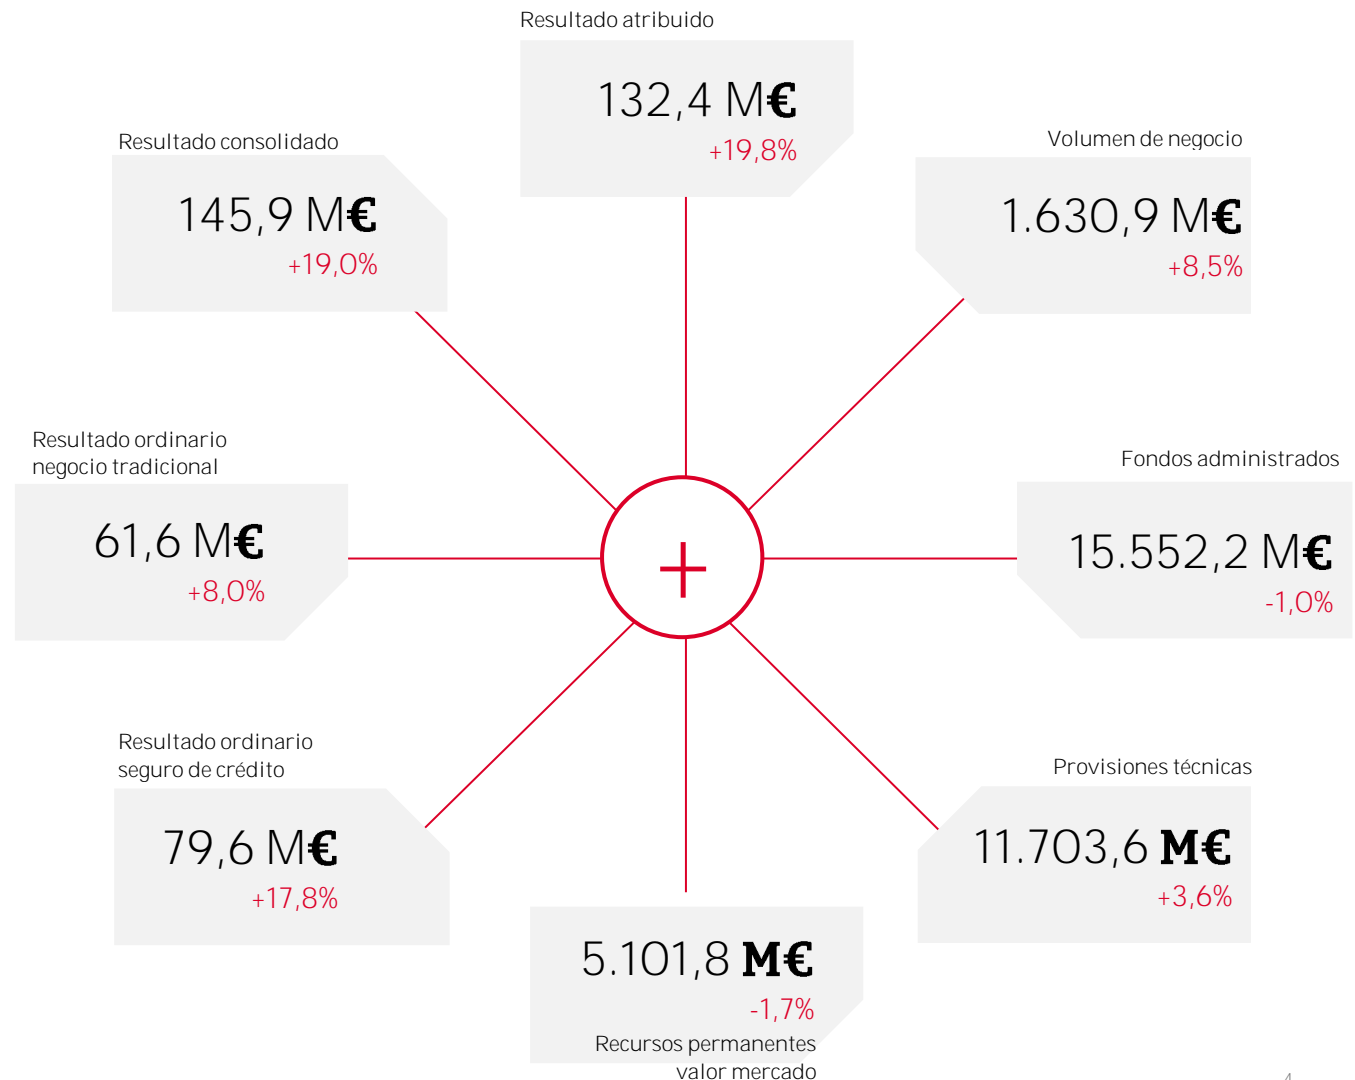 Resultado atribuido
132,4 M€
+19,8%
Resultado consolidado
145,9 M€
+19,0%
Volumen de negocio
1.630,9 M€
+8,5%
Resultado ordinario
negocio tradicional
61,6 M€
+8,0%
Fondos administrados
15.552,2 M€
-1,0%
+
Resultado ordinario
seguro de crédito
79,6 M€
+17,8%
Provisiones técnicas
11.703,6 M€
+3,6%
5.101,8 M€
-1,7%
Recursos permanentes
valor mercado
4